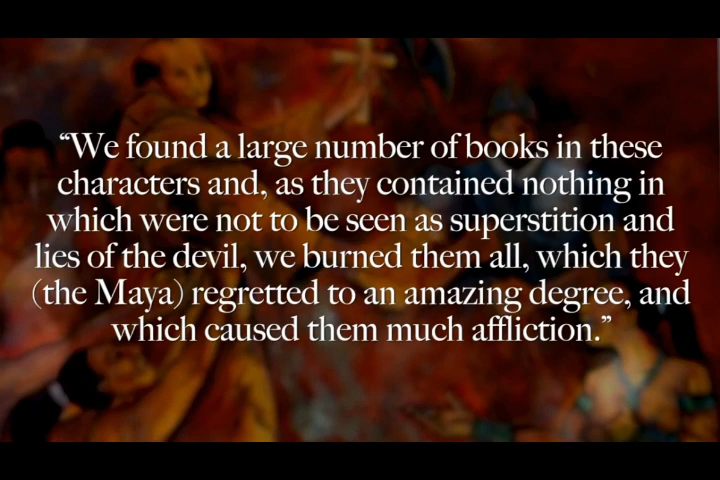 “We found a large number of books in these
characters and, as they contained nothing in
which were not to be seen as superstition and
lies of the devil, we burned them all, which they
(the Maya) regretted to an amazing degree, and
which caused them much affliction.”